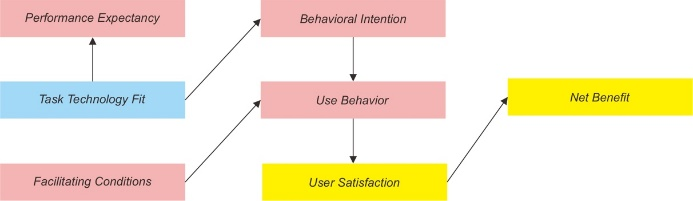 Performance Expectancy
Behavioral Intention
Task Technology Fit
Use Behavior
Net Benefit
Facilitating Conditions
User Satisfaction